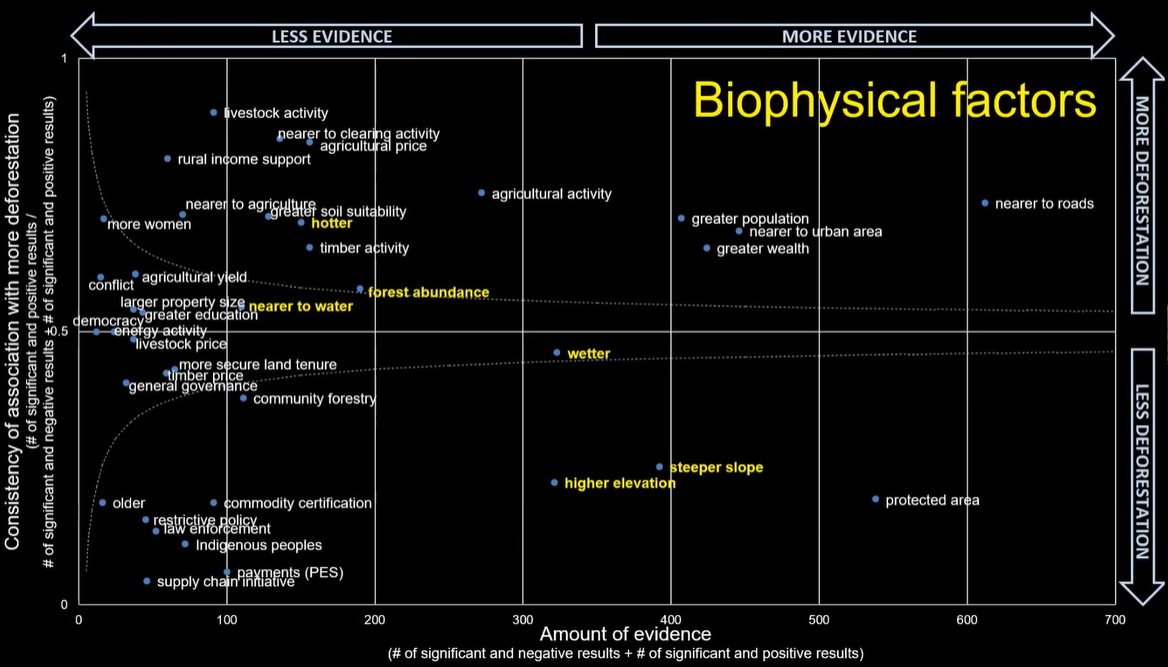 LESS EVIDENCE
MORE EVIDENCE
Biophysical factors
1
0.5
0
Consistency of association with more deforestation
(# of significant and positive results /
# of significant and negative results + # of significant and positive results)
MORE DEFORESTATION
LESS DEFORESTATION
livestock activity
nearer to clearing activity
agricultural price
rural income support
agricultural activity
nearer to roads
nearer to agriculture
greater soil suitability
more women
hotter
greater population
nearer to urban area
timber activity
greater wealth
agricultural yield
conflict
forest abundance
larger property size
nearer to water
greater education
democracy
energy activity
livestock price
wetter
more secure land tenure
timber price
general governance
community forestry
steeper slope
higher elevation
older
commodity certification
protected area
restrictive policy
law enforcement
Indigenous peoples
payments (PES)
supply chain initiative
0
100
200
300
400
500
600
700
Amount of evidence
(# of significant and negative results + # of significant and positive results)